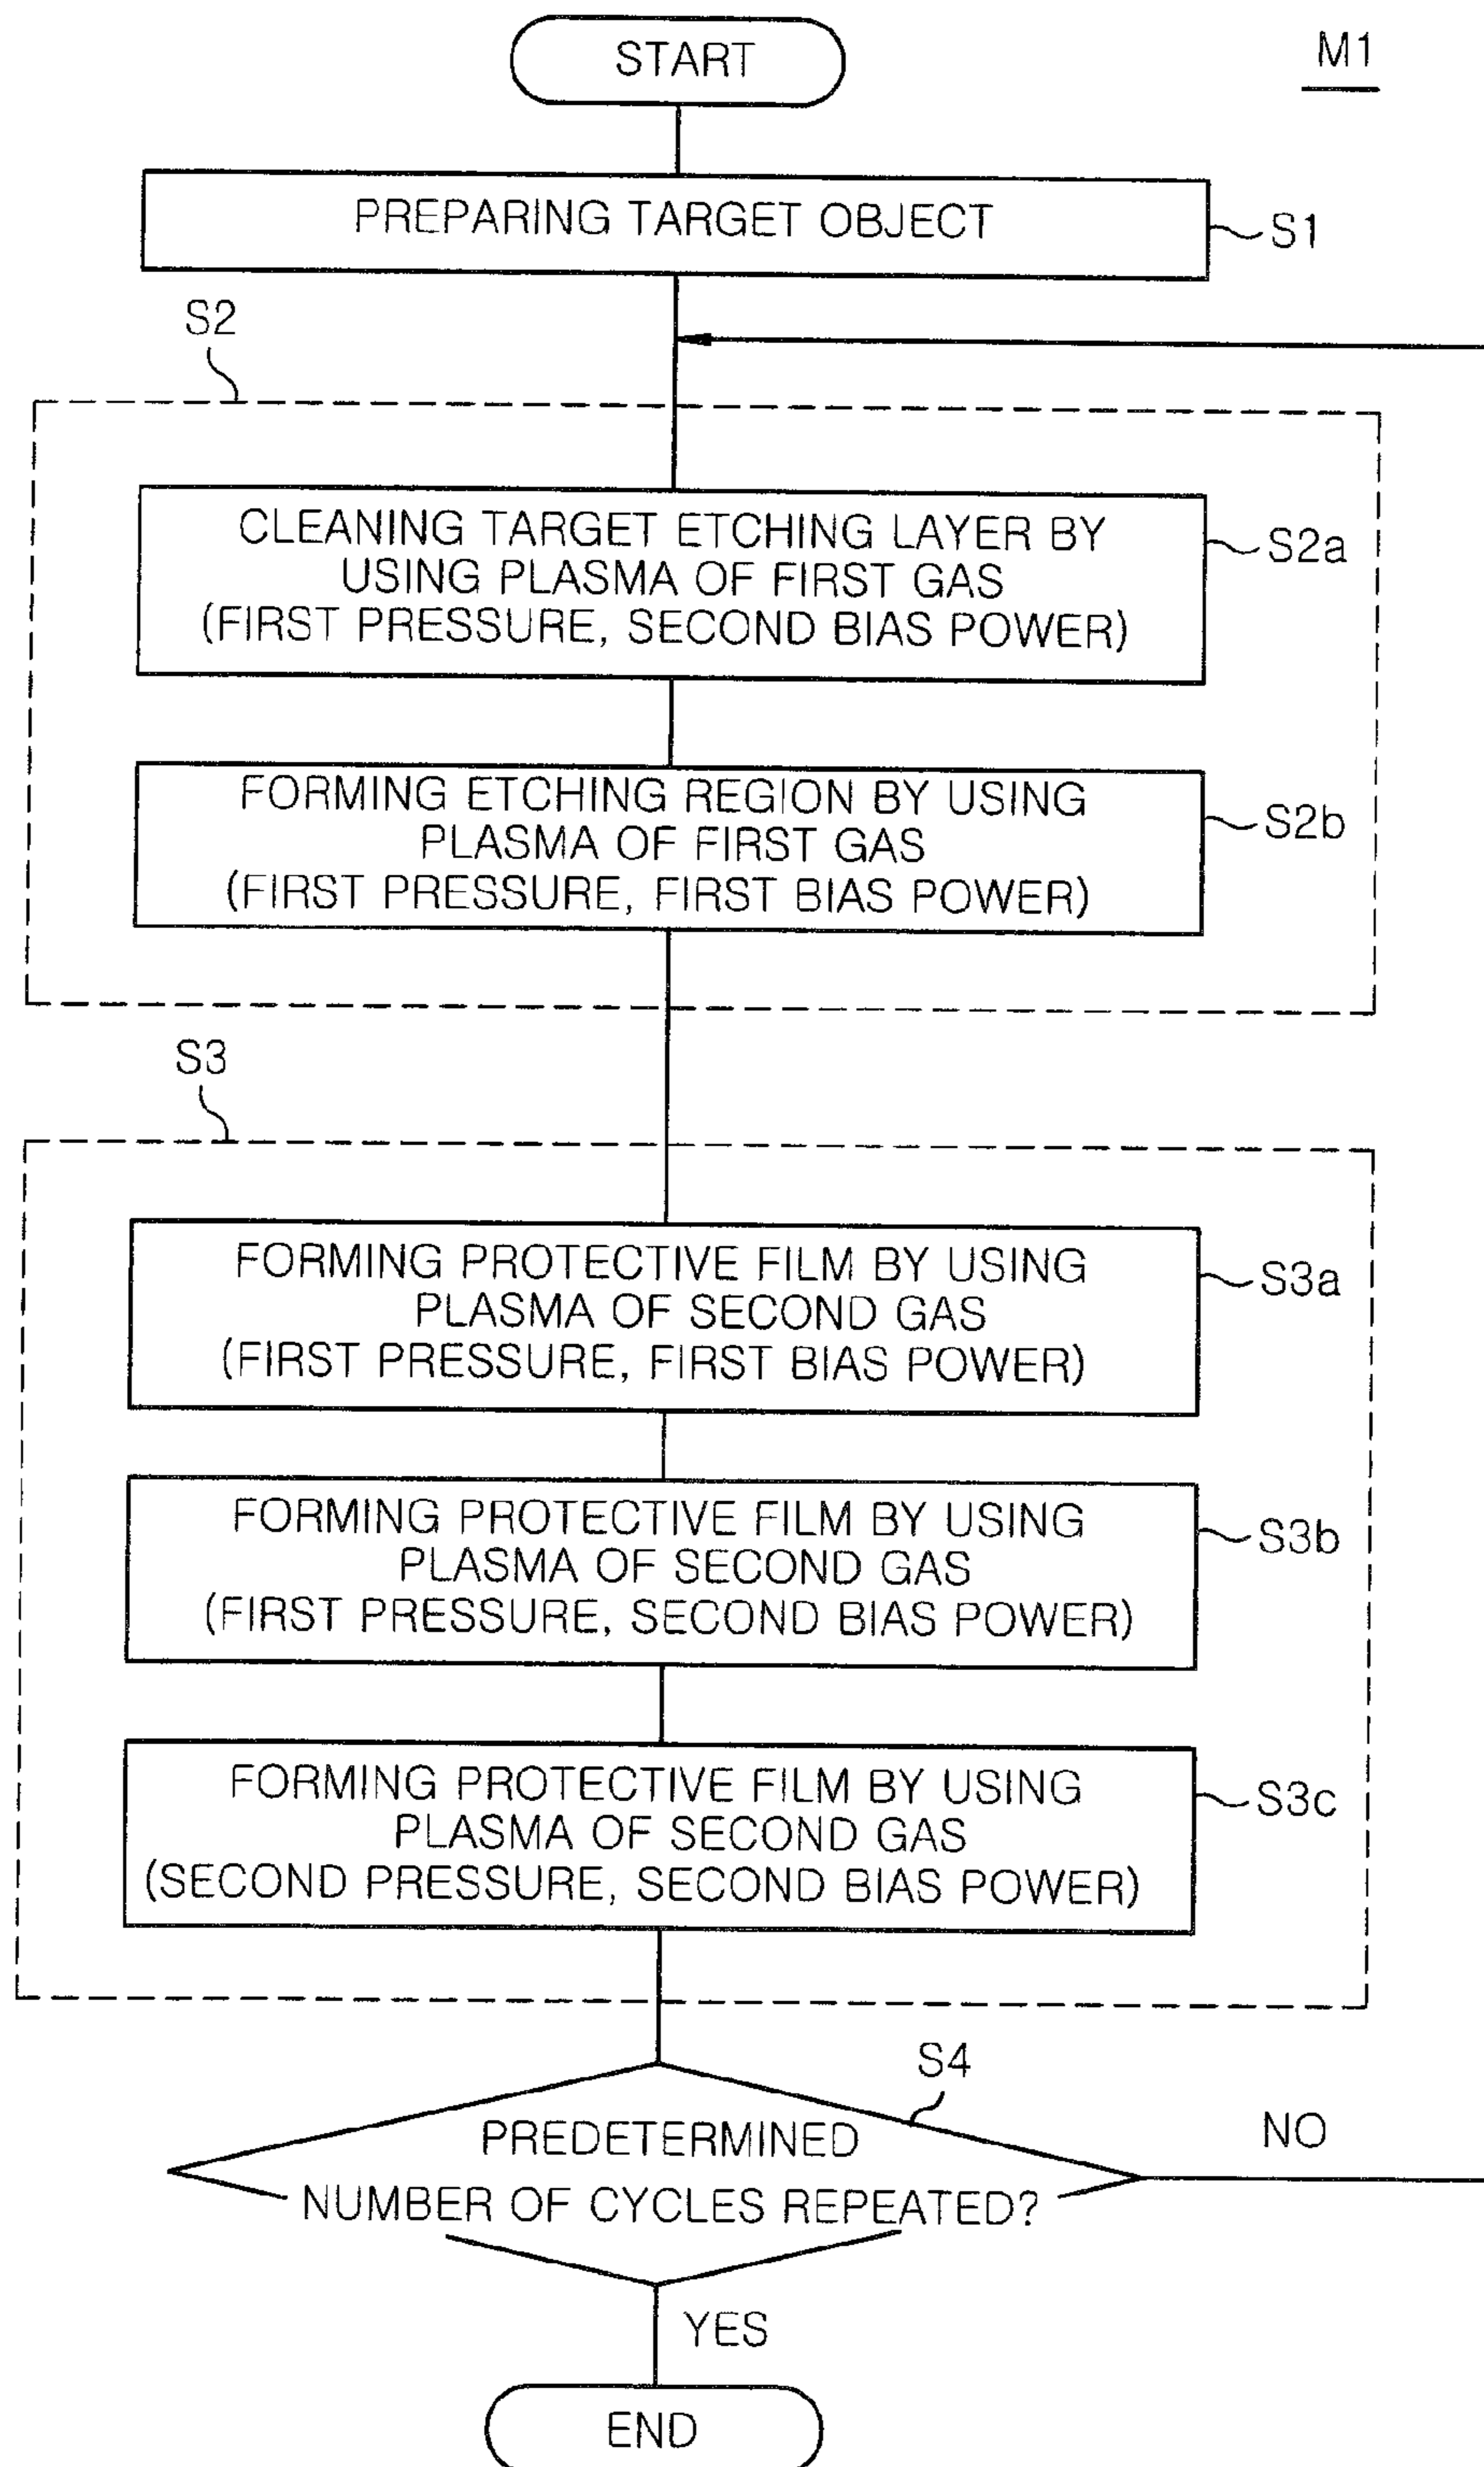 START
M1
PREPARING TARGET OBJECT
S1
S2
CLEANING TARGET ETCHING LAYER BY
USING PLASMA OF FIRST GAS
(FIRST PRESSURE, SECOND BIAS POWER)
S2a
FORMING ETCHING REGION BY USING
PLASMA OF FIRST GAS
(FIRST PRESSURE, FIRST BIAS POWER)
S2b
S3
FORMING PROTECTIVE FILM BY USING
PLASMA OF SECOND GAS
(FIRST PRESSURE, FIRST BIAS POWER)
S3a
FORMING PROTECTIVE FILM BY USING
PLASMA OF SECOND GAS
(FIRST PRESSURE, SECOND BIAS POWER)
S3b
FORMING PROTECTIVE FILM BY USING
PLASMA OF SECOND GAS
(SECOND PRESSURE, SECOND BIAS POWER)
S3c
S4
PREDETERMINED
NUMBER OF CYCLES REPEATED?
NO
YES
END